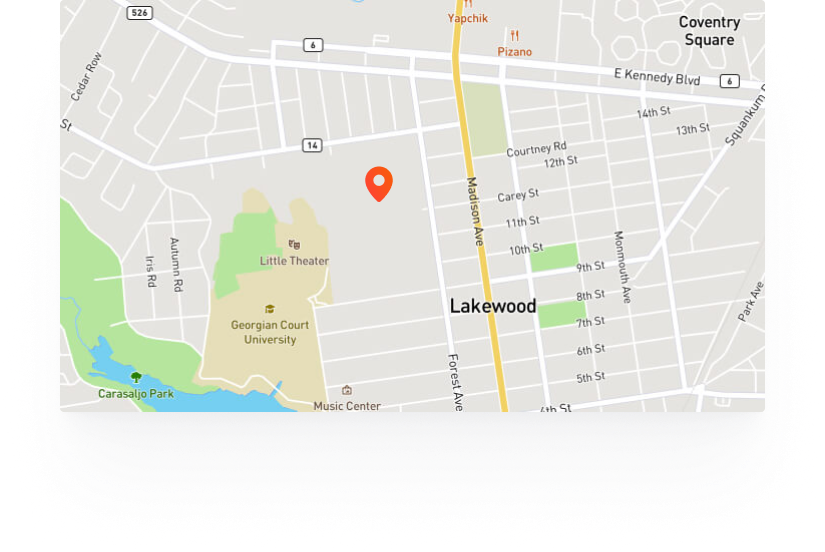 526
Yapchik
Coventry
Square
6
Pizano
Cedar Row
E Kennedy Blvd
6
14th St
Squankum
St
13th St
14
Courtney Rd
12th St
Madison Ave
Carey St
11th St
Autumn Rd
Iris Rd
Little Theater
10th St
Monmouth Ave
9th St
8th St
Park Ave
Lakewood
Georgian Court
University
7th St
6th St
Forest Ave
5th St
Carasaljo Park
Music Center
4th St